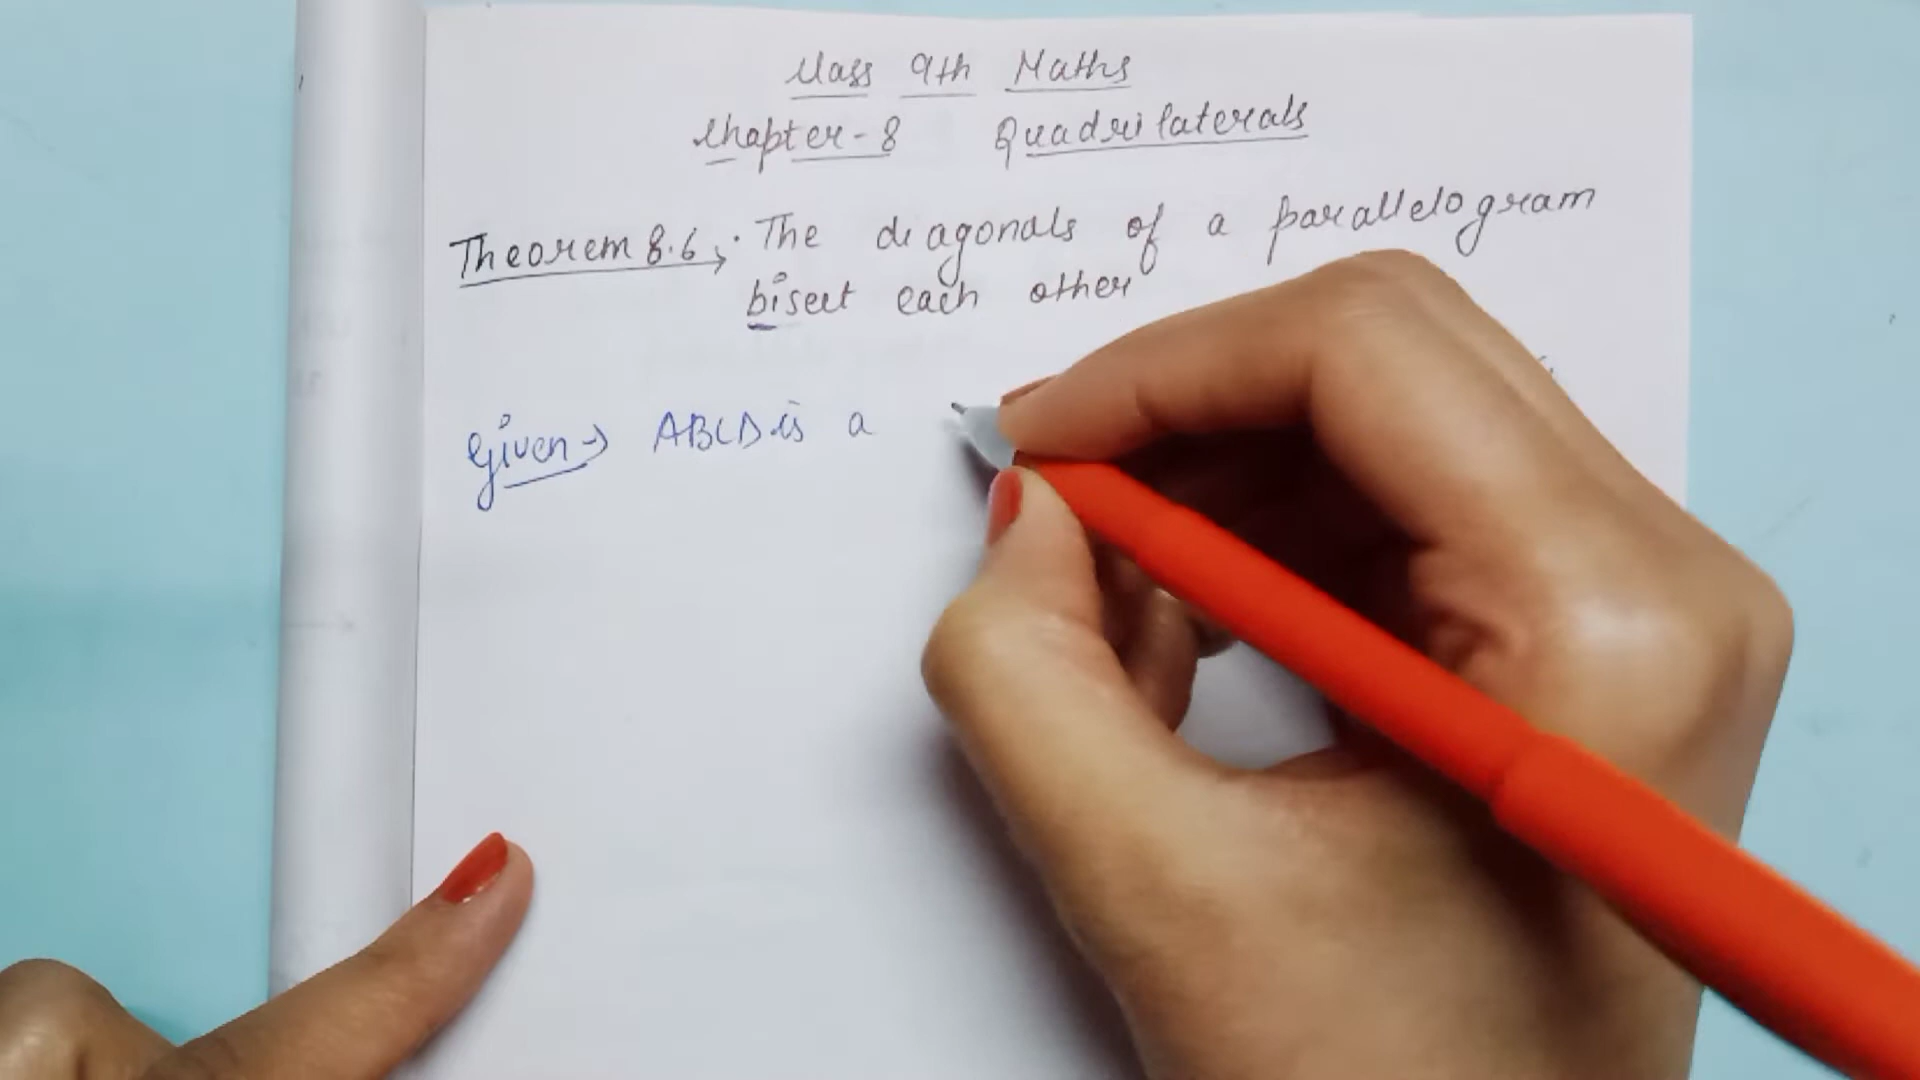 Class 9th Maths
Chapter-8 Quadrilaterals
Theorem 8.6→ The diagonals of a parallelogram
bisect each other
Given→ ABCD is a